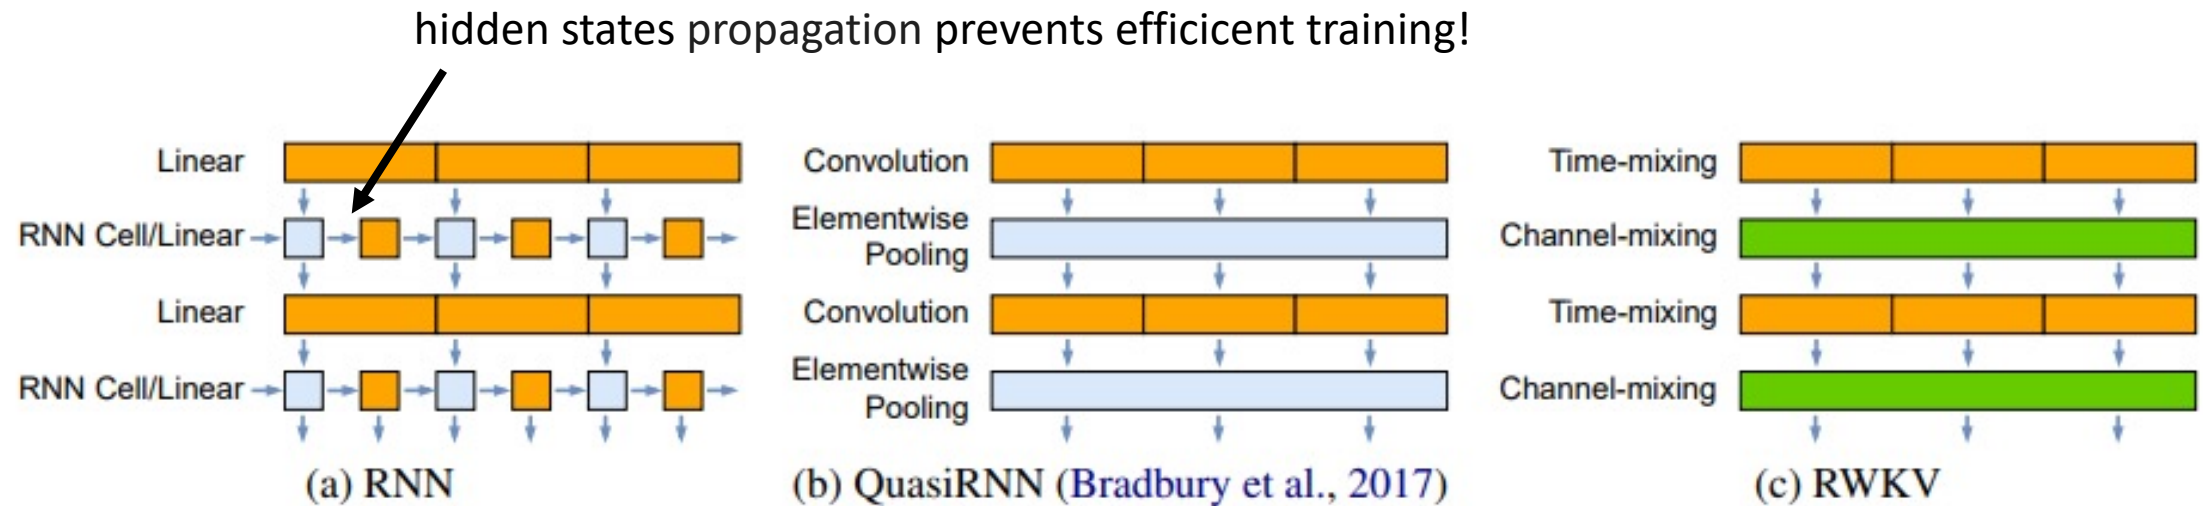 hidden states propagation prevents efficicent training!
Linear
RNN Cell/Linear
Linear
RNN Cell/Linear
(a) RNN
Convolution
Elementwise
Pooling
Convolution
Elementwise
Pooling
(b) QuasiRNN (Bradbury et al., 2017)
Time-mixing
Channel-mixing
Time-mixing
Channel-mixing
(c) RWKV